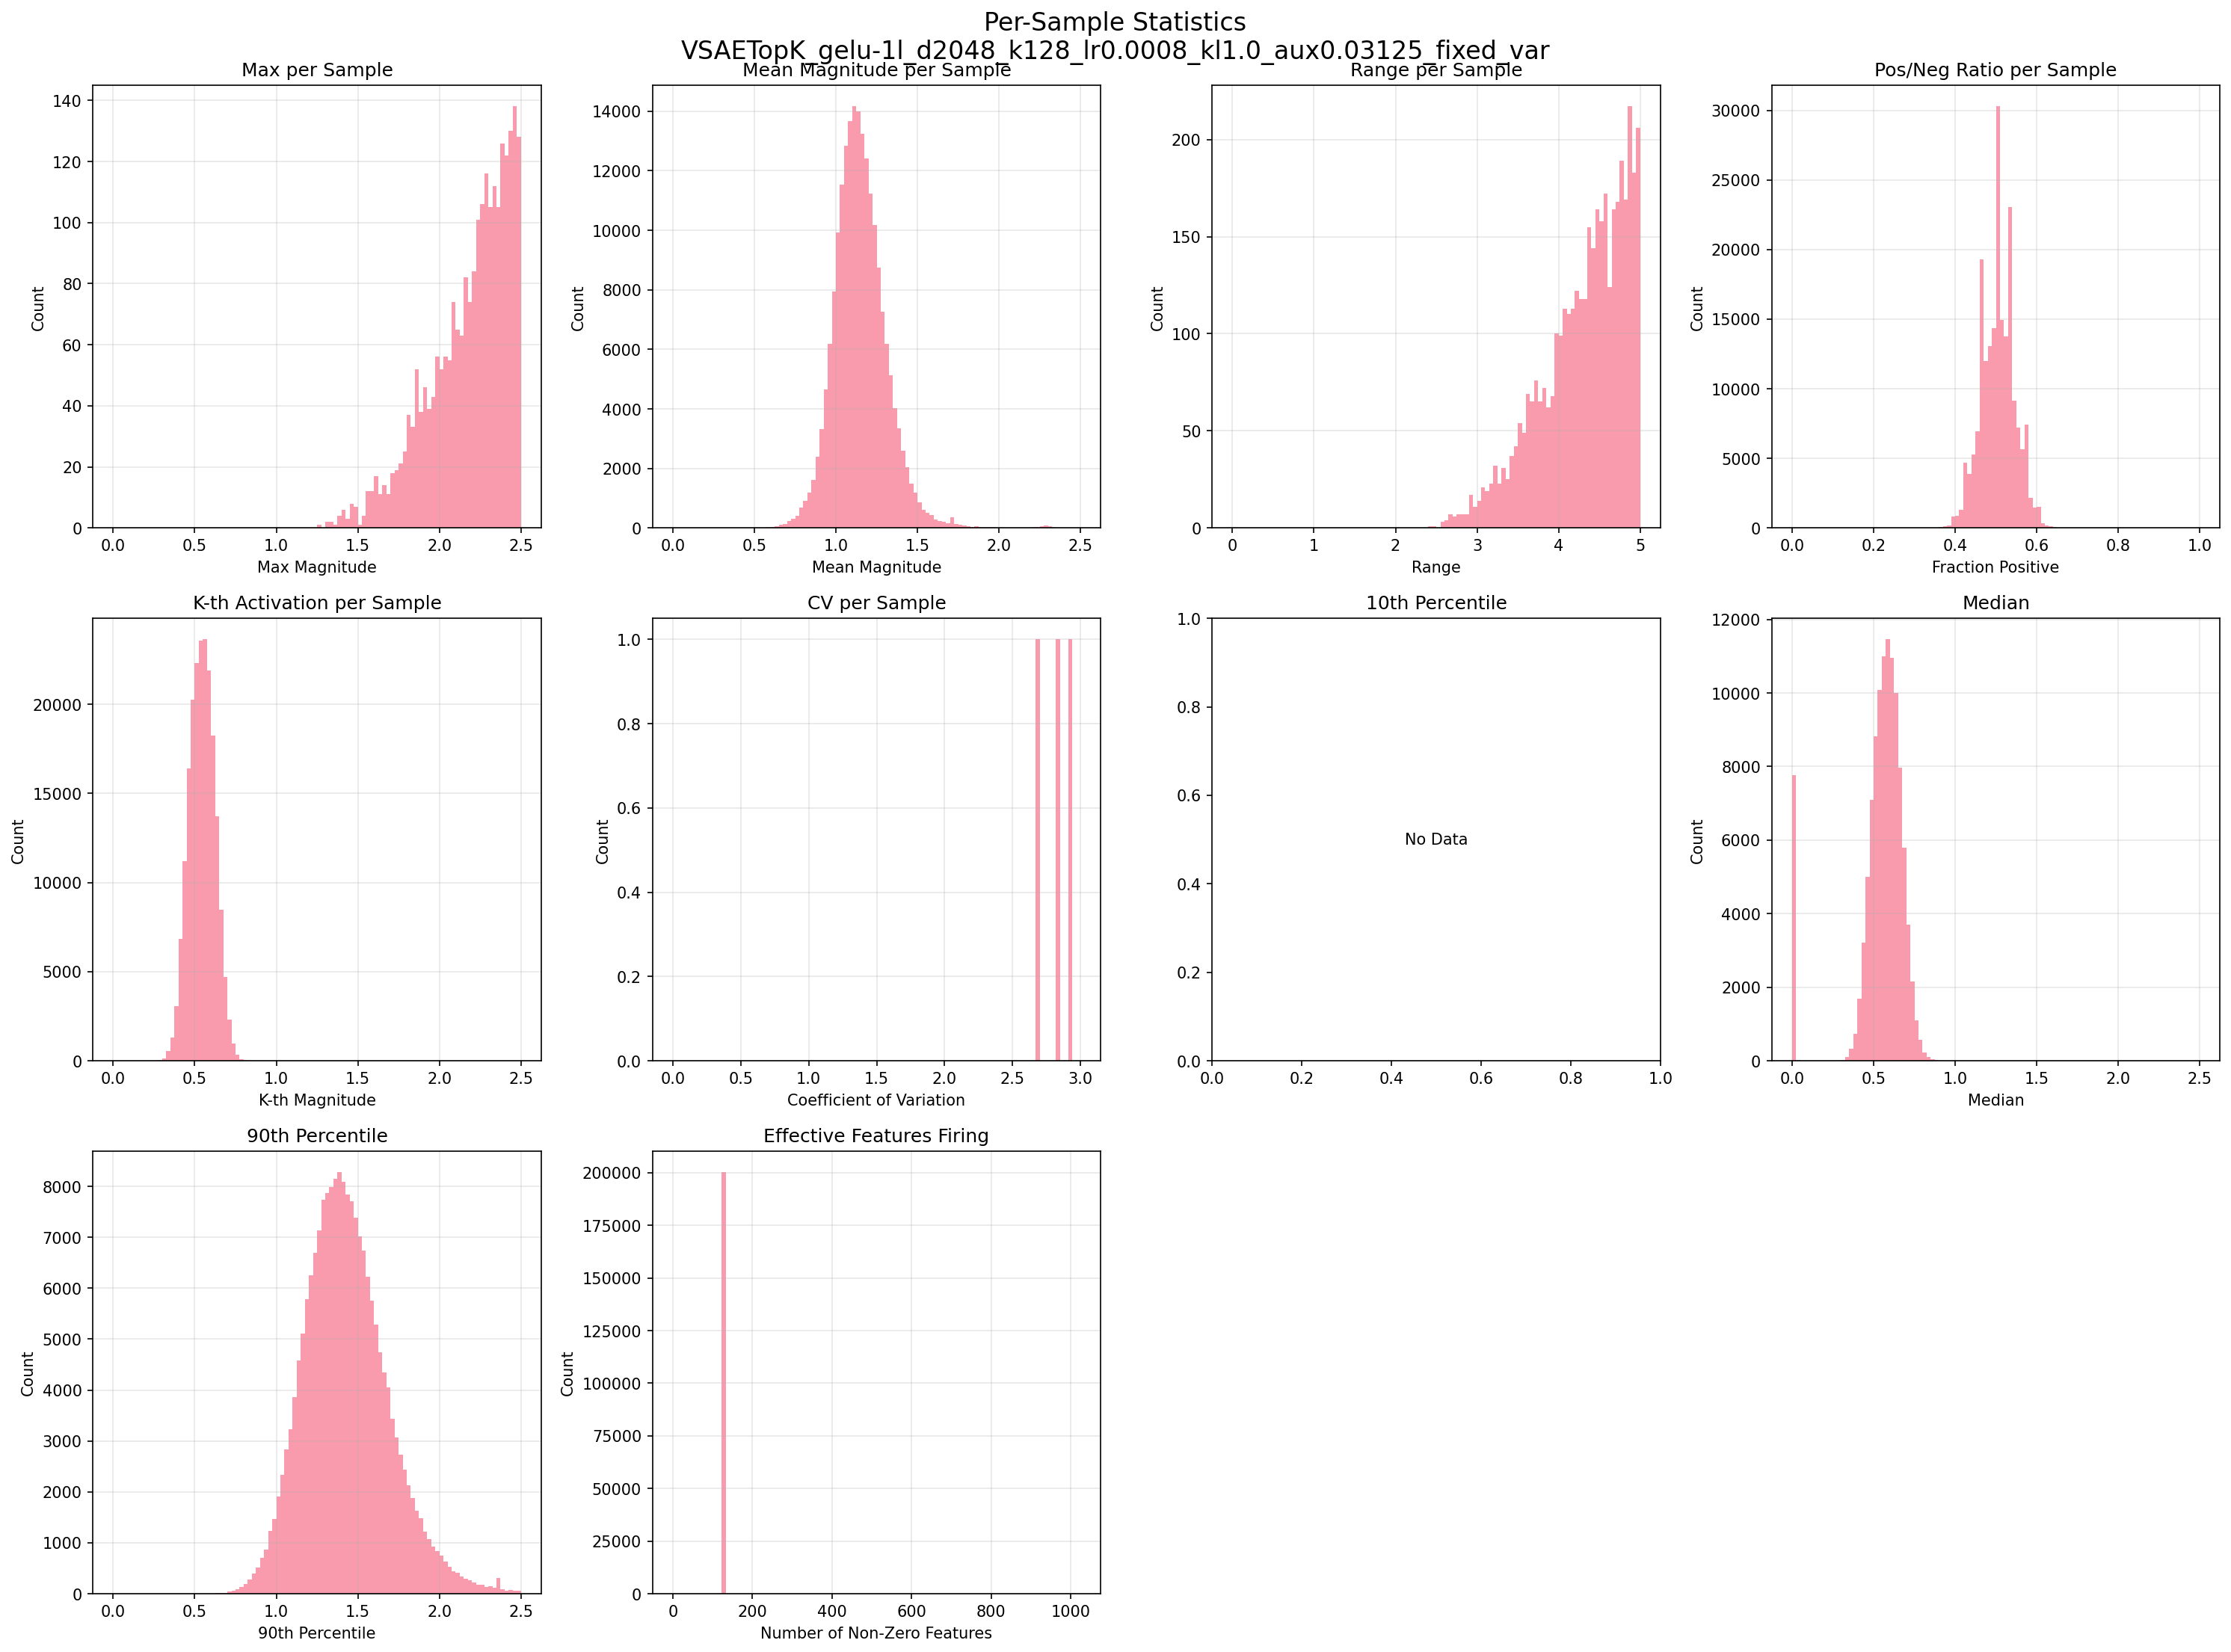 Per-Sample Statistics
VSAETopK_gelu-1l_d2048_k128_lr0.0008_kl1.0_aux0.03125_fixed_var
Max per Sample
Count
140
120
100
80
60
40
20
0
0.0 0.5 1.0 1.5 2.0 2.5
Max Magnitude
Mean Magnitude per Sample
Count
14000
12000
10000
8000
6000
4000
2000
0
0.0 0.5 1.0 1.5 2.0 2.5
Mean Magnitude
Range per Sample
Count
200
150
100
50
0
0 1 2 3 4 5
Range
Pos/Neg Ratio per Sample
Count
30000
25000
20000
15000
10000
5000
0
0.0 0.2 0.4 0.6 0.8 1.0
Fraction Positive
K-th Activation per Sample
Count
20000
15000
10000
5000
0
0.0 0.5 1.0 1.5 2.0 2.5
K-th Magnitude
CV per Sample
Count
1.0
0.8
0.6
0.4
0.2
0.0
0.0 0.5 1.0 1.5 2.0 2.5 3.0
Coefficient of Variation
10th Percentile
1.0
0.8
0.6
0.4
0.2
0.0
No Data
0.0 0.2 0.4 0.6 0.8 1.0
Median
Count
12000
10000
8000
6000
4000
2000
0
0.0 0.5 1.0 1.5 2.0 2.5
Median
90th Percentile
Count
8000
7000
6000
5000
4000
3000
2000
1000
0
0.0 0.5 1.0 1.5 2.0 2.5
90th Percentile
Effective Features Firing
Count
200000
175000
150000
125000
100000
75000
50000
25000
0
0 200 400 600 800 1000
Number of Non-Zero Features